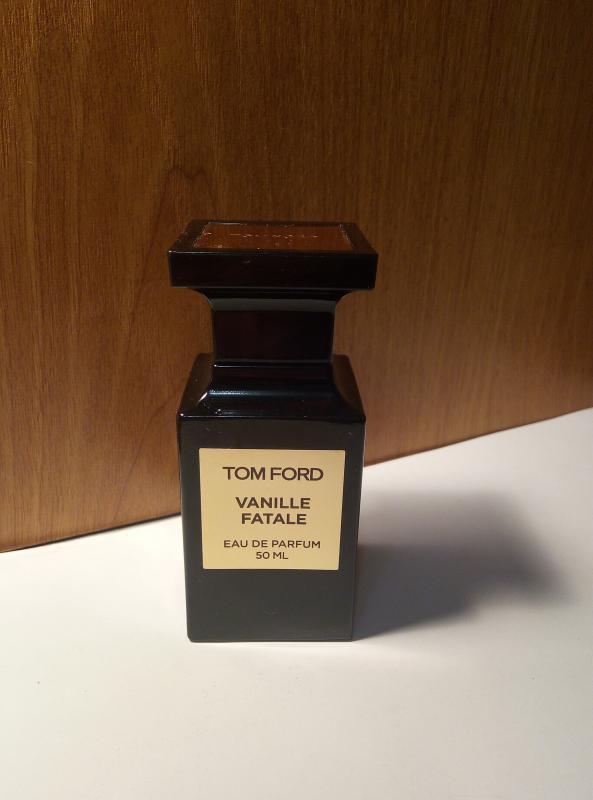 TOM FORD
VANILLE
FATALE
EAU DE PARFUM
50 ML